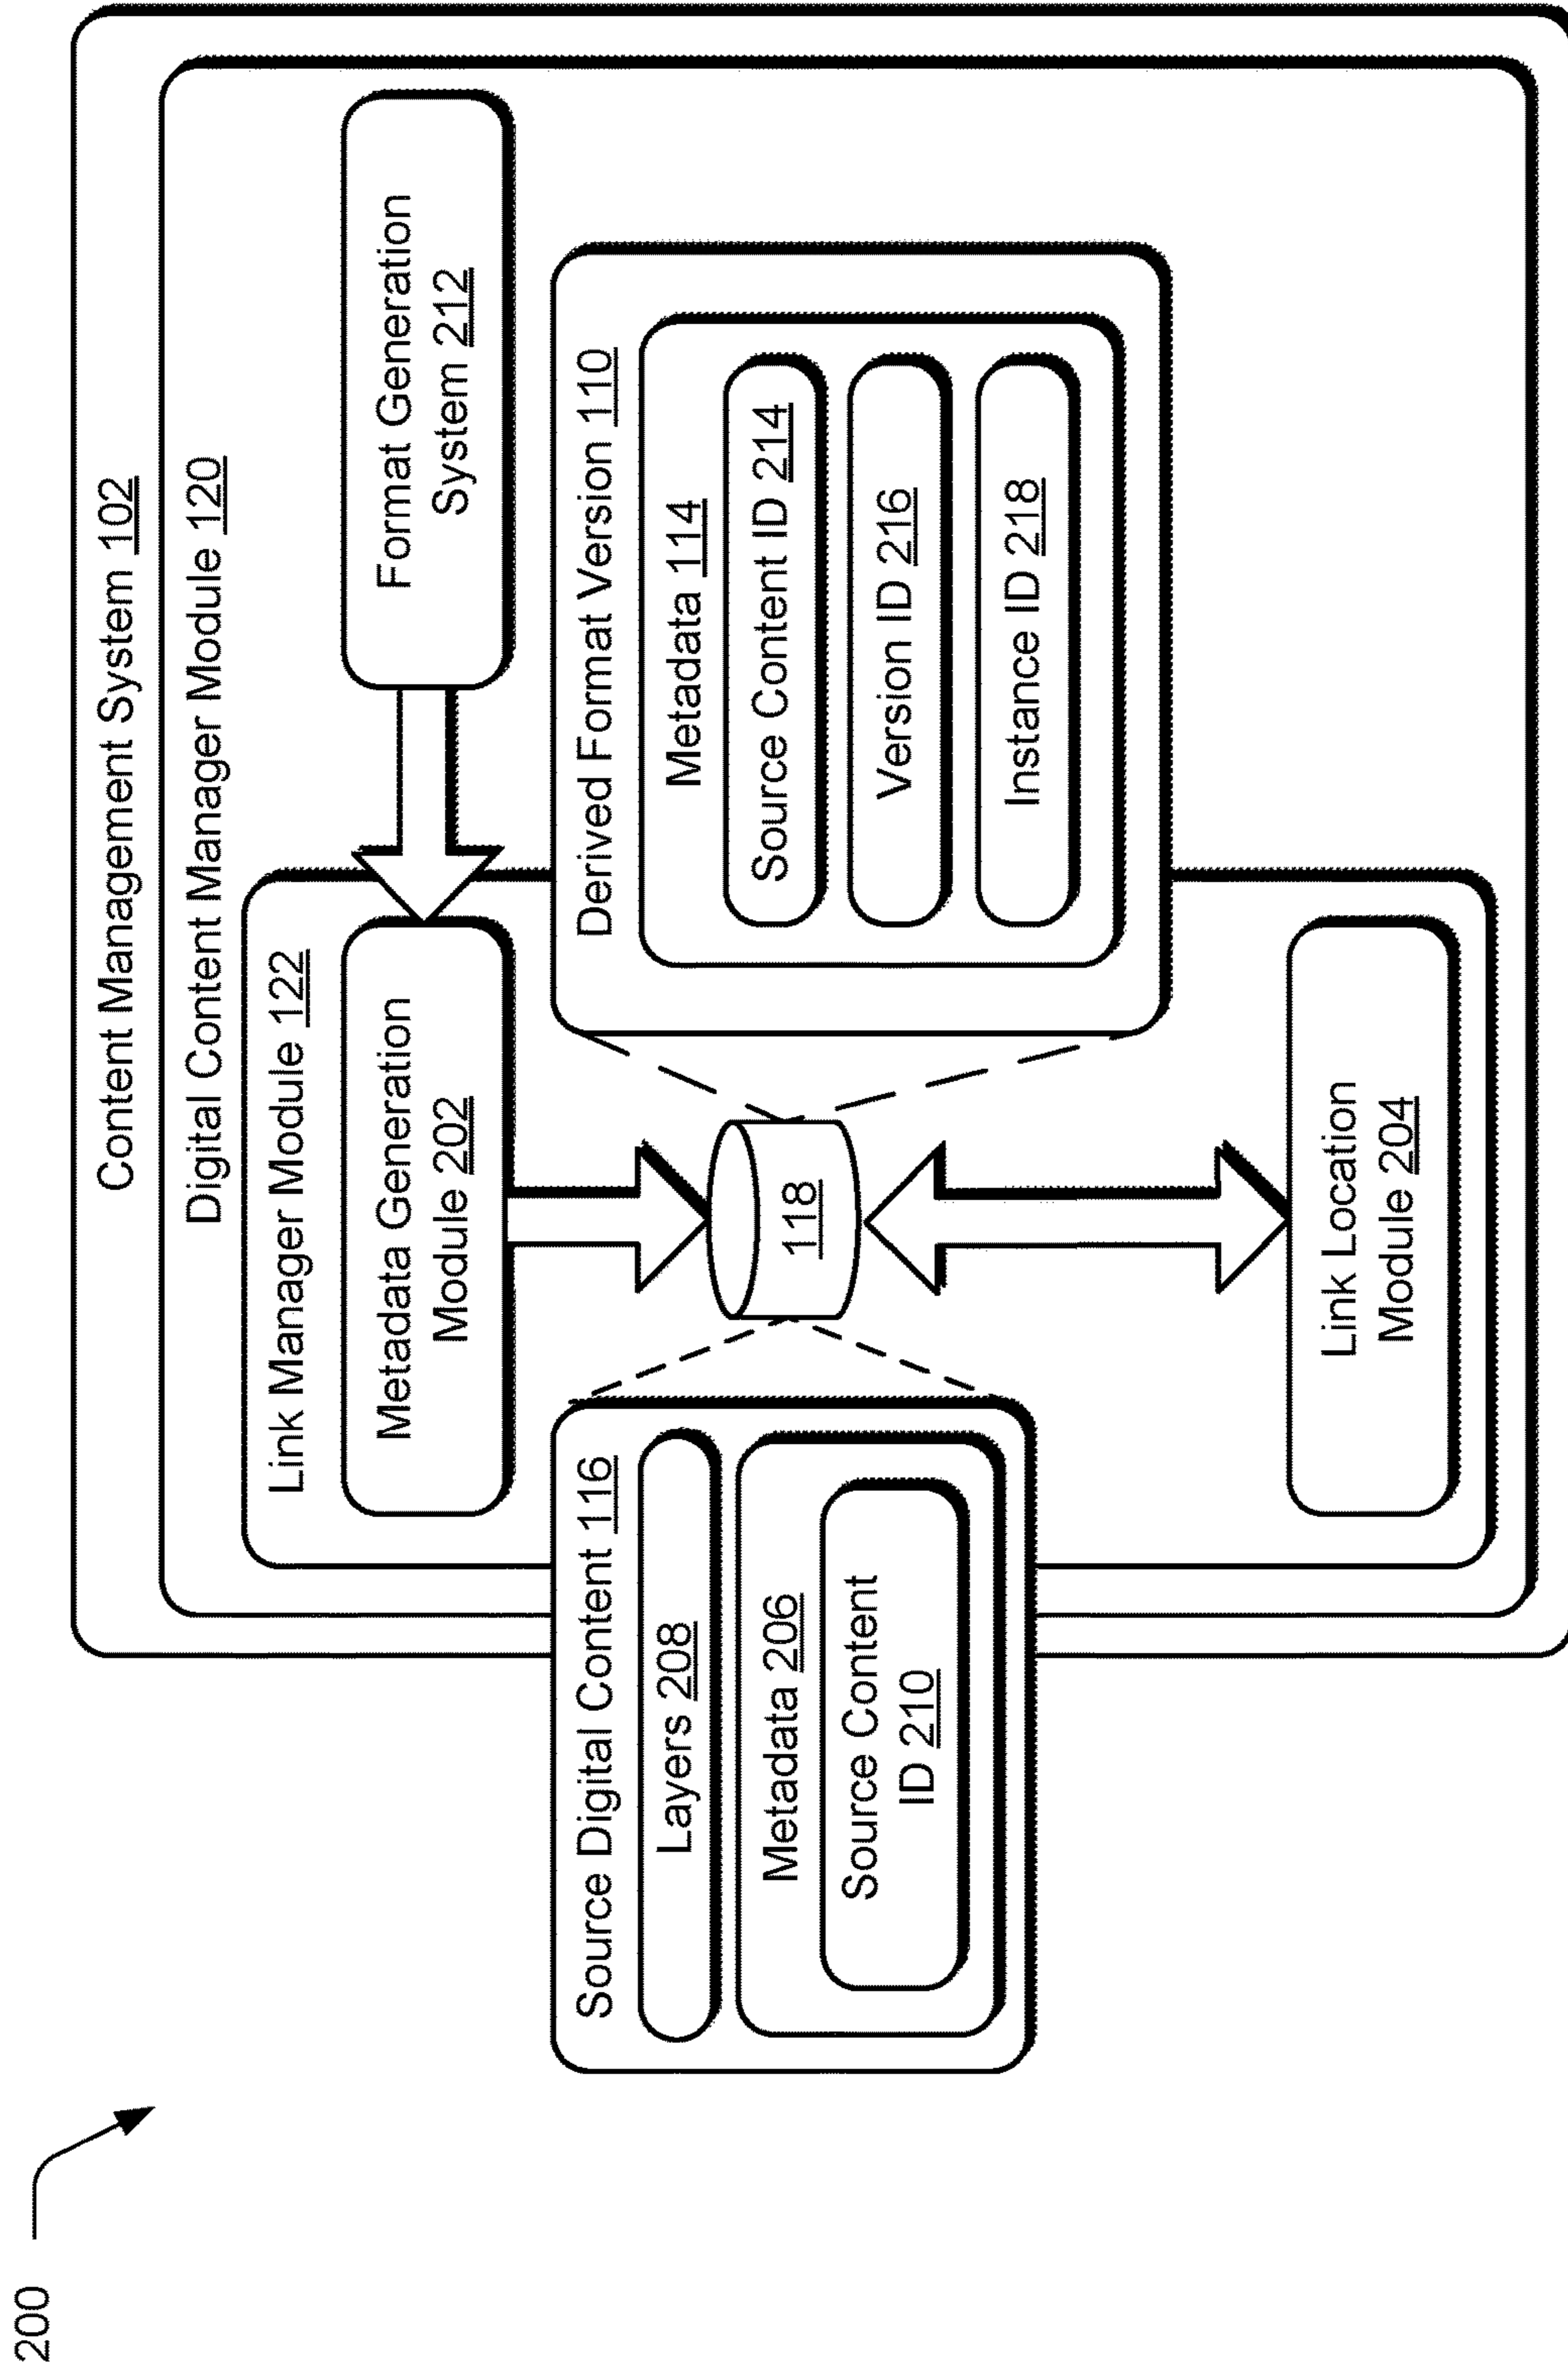 200
Content Management System 102
Digital Content Manager Module 120
Link Manager Module 122
Metadata Generation
Module 202
Format Generation
System 212
Source Digital Content 116
Layers 208
Metadata 206
Source Content
ID 210
118
Derived Format Version 110
Metadata 114
Source Content ID 214
Version ID 216
Instance ID 218
Link Location
Module 204